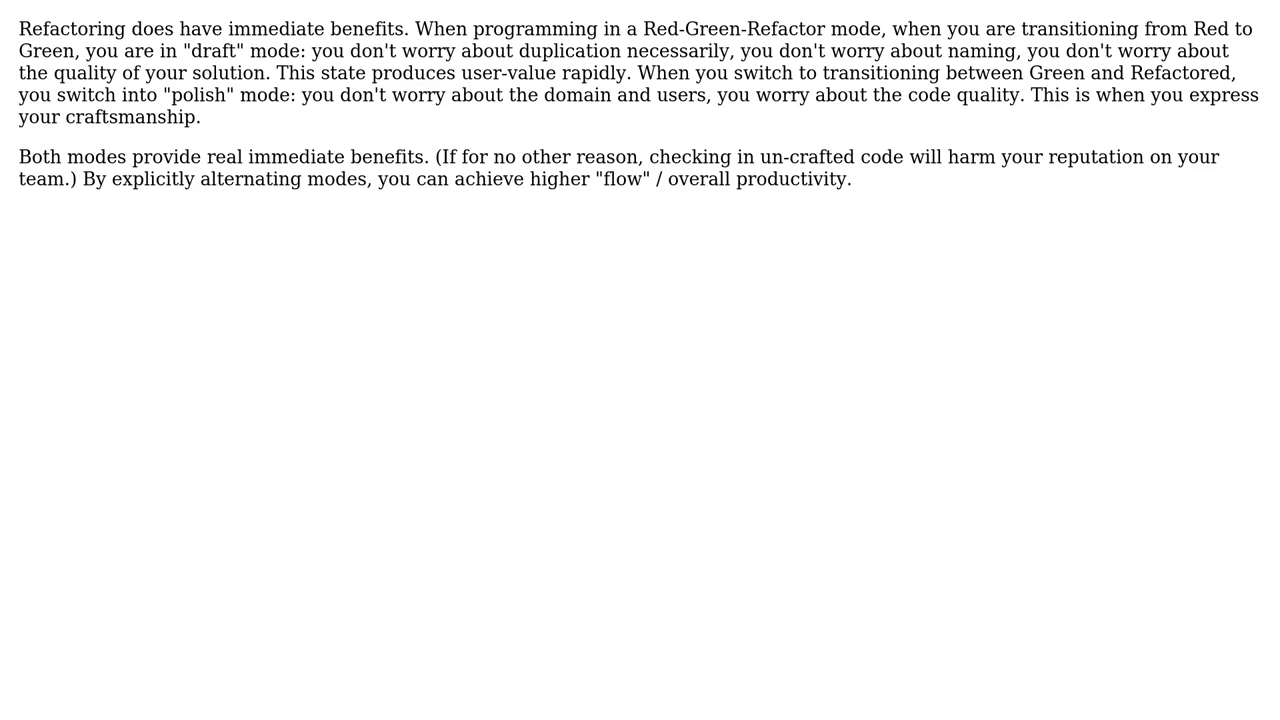 Refactoring does have immediate benefits. When programming in a Red-Green-Refactor mode, when you are transitioning from Red to
Green, you are in "draft" mode: you don't worry about duplication necessarily, you don't worry about naming, you don't worry about
the quality of your solution. This state produces user-value rapidly. When you switch to transitioning between Green and Refactored,
you switch into "polish" mode: you don't worry about the domain and users, you worry about the code quality. This is when you express
your craftsmanship.
Both modes provide real immediate benefits. (If for no other reason, checking in un-crafted code will harm your reputation on your
team.) By explicitly alternating modes, you can achieve higher "flow" / overall productivity.